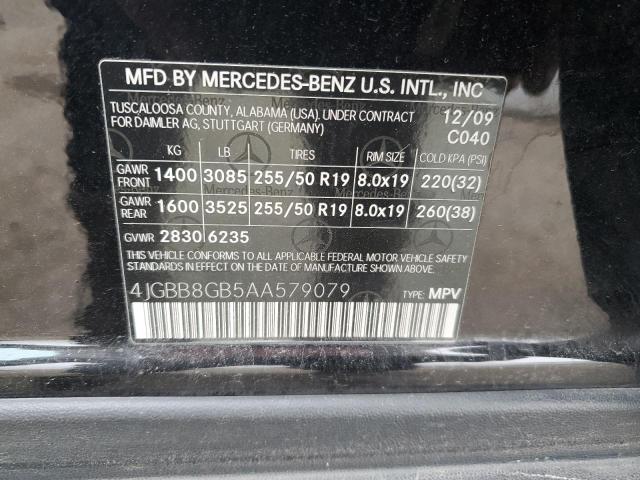 MFD BY MERCEDES-BENZ U.S. INTL., INC
TUSCALOOSA COUNTY, ALABAMA (USA). UNDER CONTRACT 12/09
FOR DAIMLER AG, STUTTGART (GERMANY) C040
KG LB TIRES RIM SIZE COLD KPA (PSI)
GAWR FRONT 1400 3085 255/50 R19 8.0x19 220(32)
GAWR REAR 1600 3525 255/50 R19 8.0x19 260(38)
GVWR 2830 6235
THIS VEHICLE CONFORMS TO ALL APPLICABLE FEDERAL MOTOR VEHICLE SAFETY AND THEFT PREVENTION STANDARDS IN EFFECT ON THE DATE OF MANUFACTURE SHOWN ABOVE.
4JGBB8GB5AA579079 TYPE: MPV